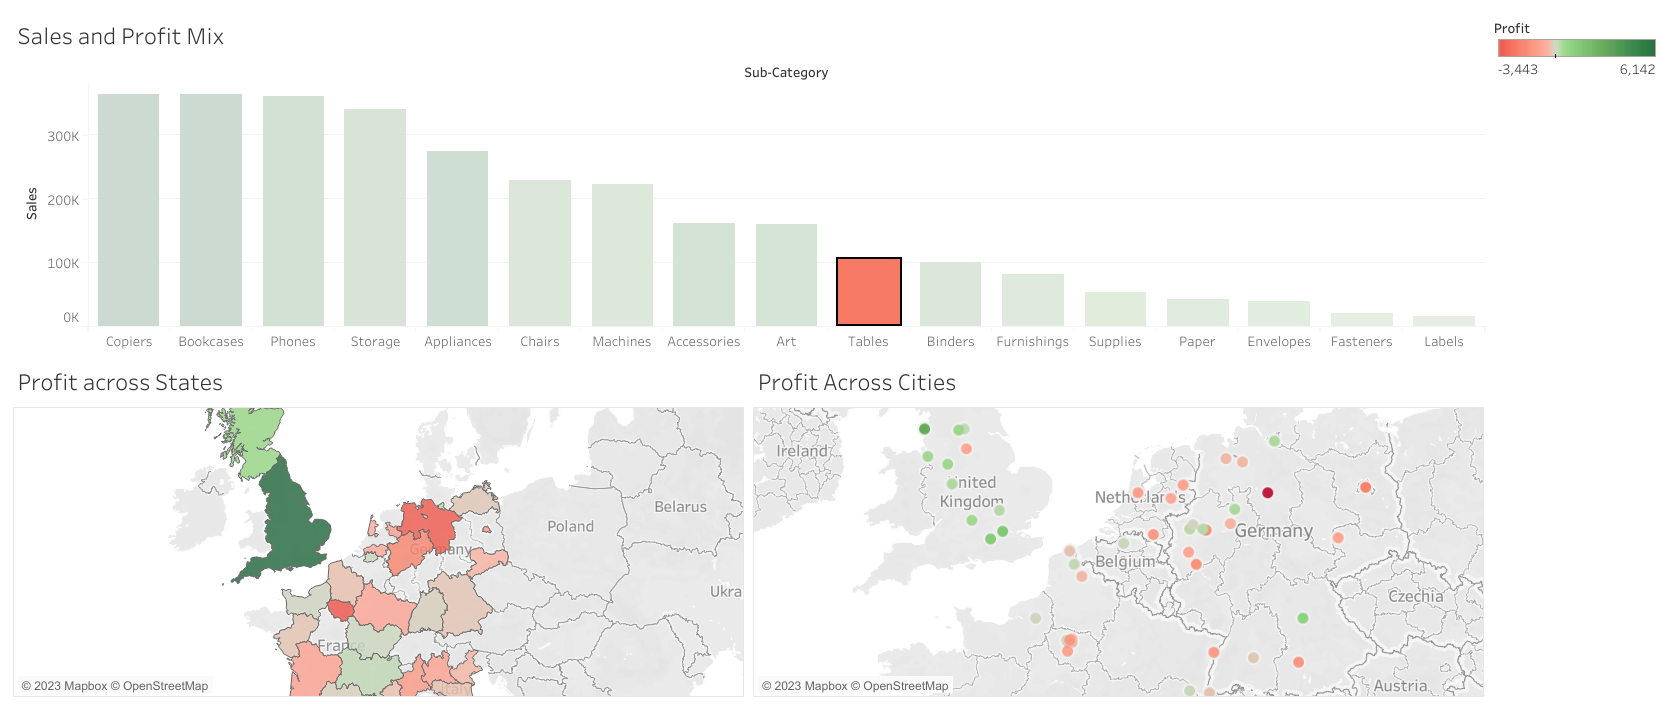 Sales and Profit Mix
Profit
-3,443 6,142
Sub-Category
Sales
300K
200K
100K
0K
Copiers Bookcases Phones Storage Appliances Chairs Machines Accessories Art Tables Binders Furnishings Supplies Paper Envelopes Fasteners Labels
Profit across States
Belarus
Poland
Germany
Ukra
France
Italy
© 2023 Mapbox © OpenStreetMap
Profit Across Cities
Ireland
United
Kingdom
Netherlands
Germany
Belgium
Czechia
Austria
© 2023 Mapbox © OpenStreetMap